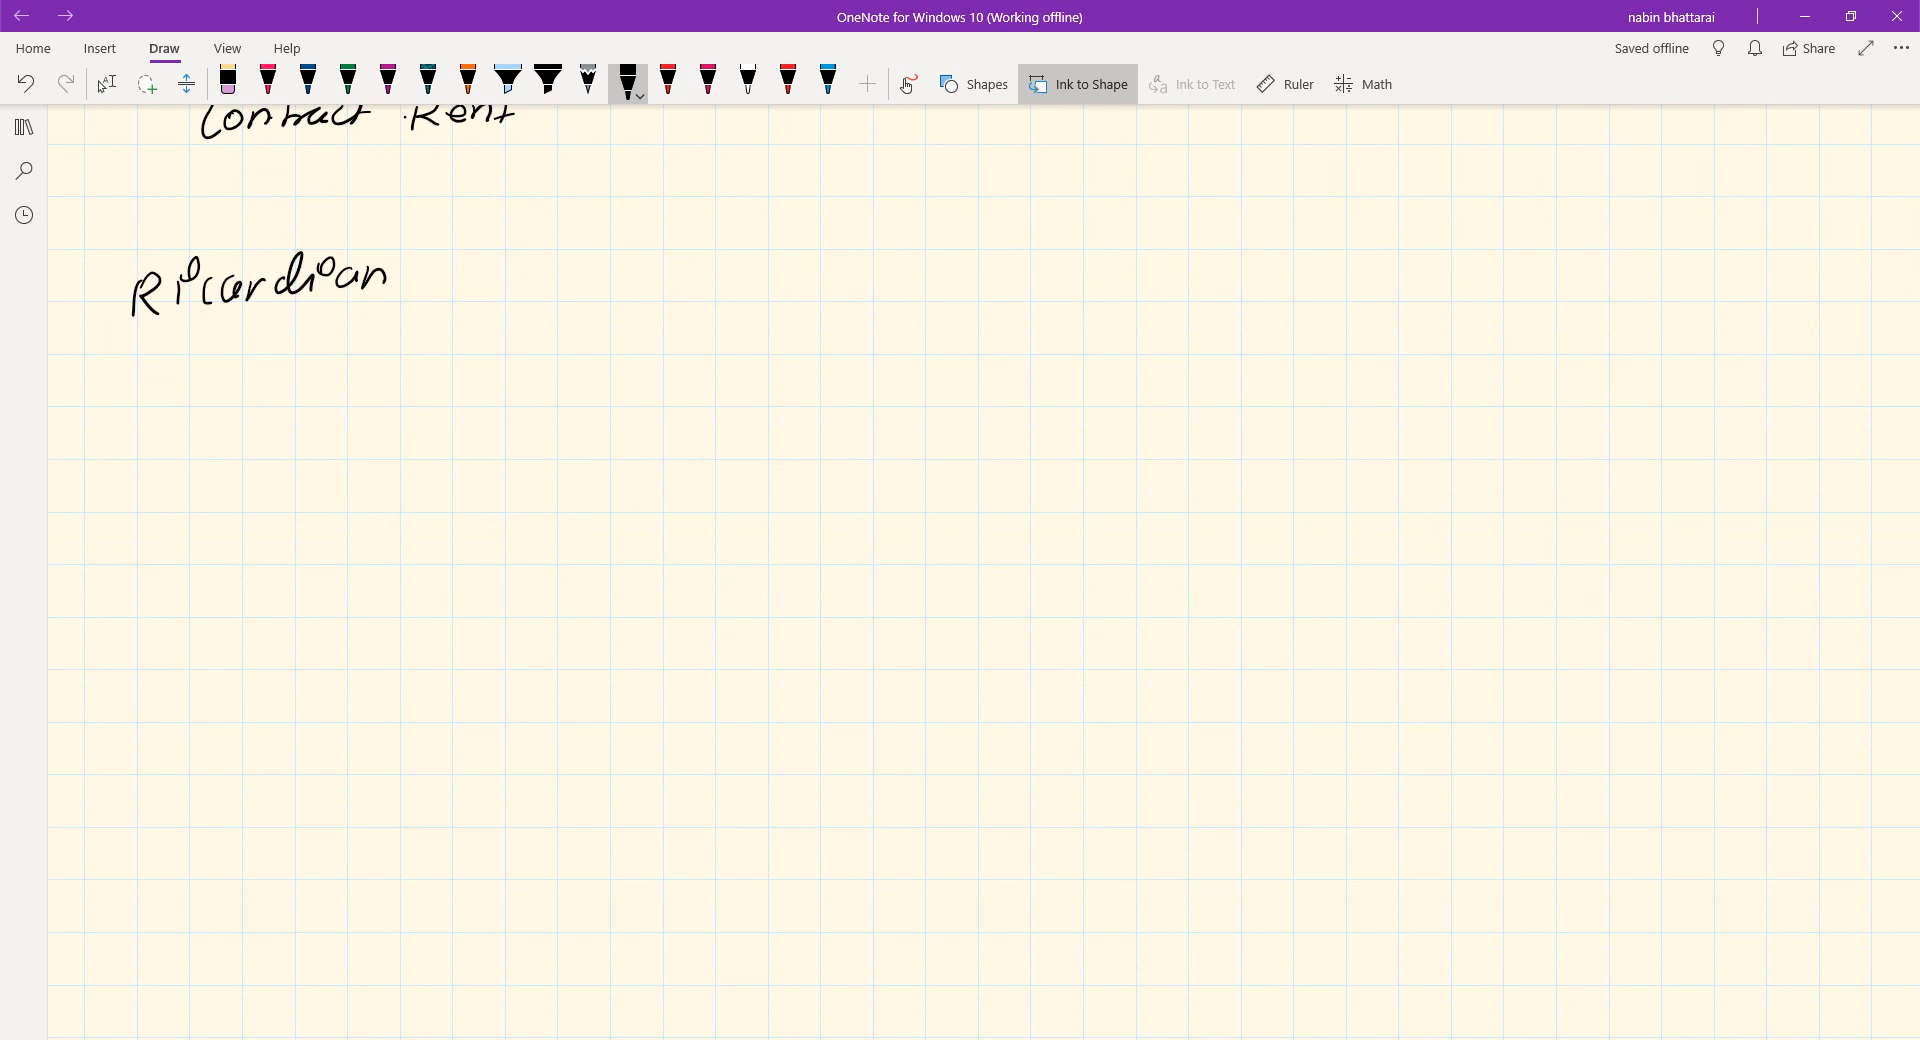 OneNote for Windows 10 (Working offline)
nabin bhattarai
Home Insert Draw View Help
Saved offline
Share
Shapes
Ink to Shape
Ink to Text
Ruler
Math
Contract Rent
Ricardian